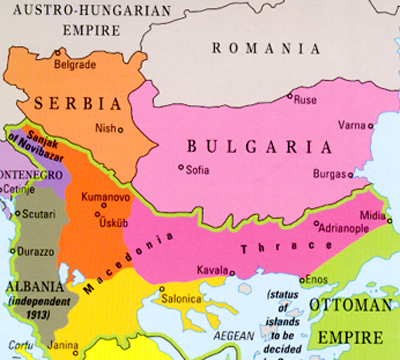 AUSTRO-HUNGARIAN
EMPIRE
ROMANIA
Belgrade
SERBIA
Ruse
Varna
Nish
BULGARIA
Sanjak
of Novibazar
Sofia
Burgas
ONTENEGRO
Cetinje
Kumanovo
Scutari
Üsküb
Midia
Adrianople
Macedonia
Thrace
Durazzo
Kavala
Enos
ALBANIA
(independent
1913)
Salonica
(status
of
islands
to be
decided
OTTOMAN
EMPIRE
AEGEAN
Corfu
Janina